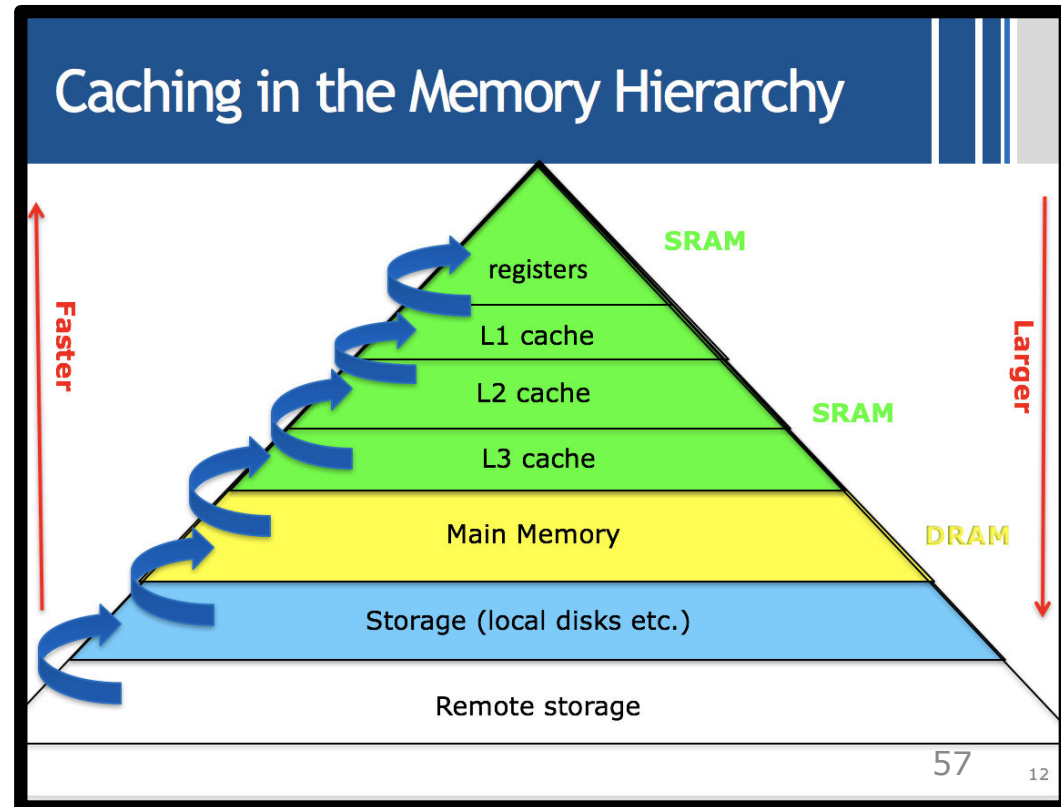 Caching in the Memory Hierarchy
SRAM
registers
Faster
Larger
L1 cache
L2 cache
SRAM
L3 cache
Main Memory
DRAM
Storage (local disks etc.)
Remote storage
57
12